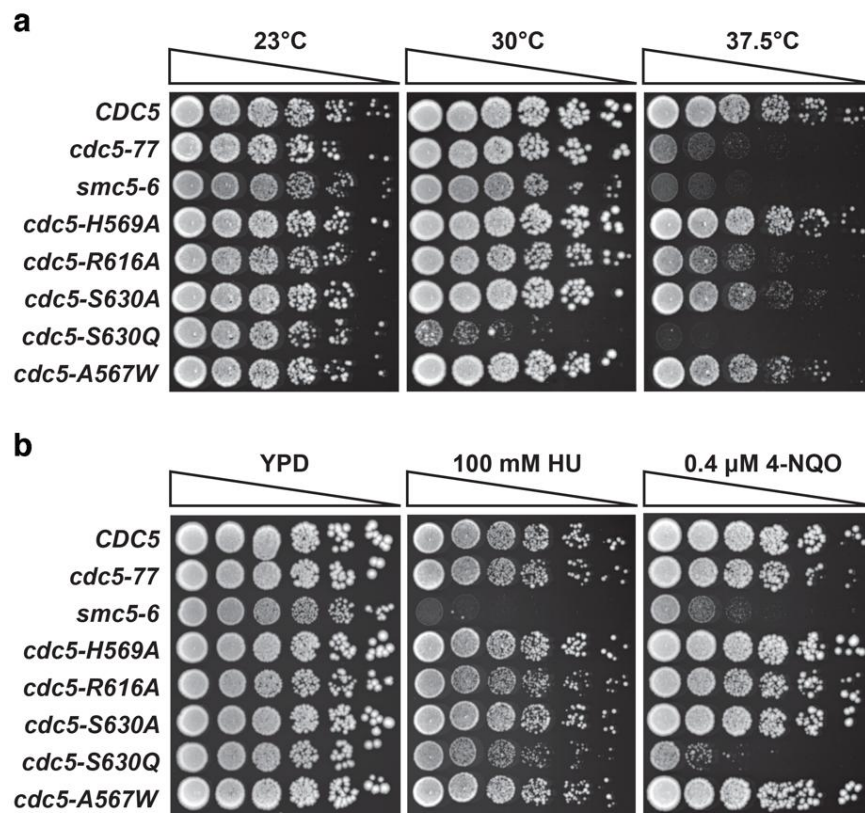 a
23°C 30°C 37.5°C
CDC5
cdc5-77
smc5-6
cdc5-H569A
cdc5-R616A
cdc5-S630A
cdc5-S630Q
cdc5-A567W
b
YPD 100 mM HU 0.4 µM 4-NQO
CDC5
cdc5-77
smc5-6
cdc5-H569A
cdc5-R616A
cdc5-S630A
cdc5-S630Q
cdc5-A567W